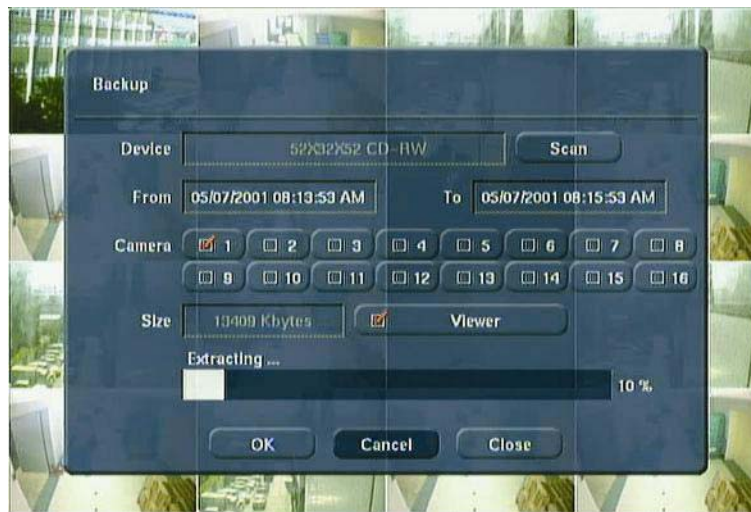 Backup
Device 52X32X52 CD-RW Scan
From 05/07/2001 08:13:53 AM To 05/07/2001 08:15:53 AM
Camera 1 2 3 4 5 6 7 8
9 10 11 12 13 14 15 16
Size 19409 Kbytes Viewer
Extracting ...
10 %
OK Cancel Close